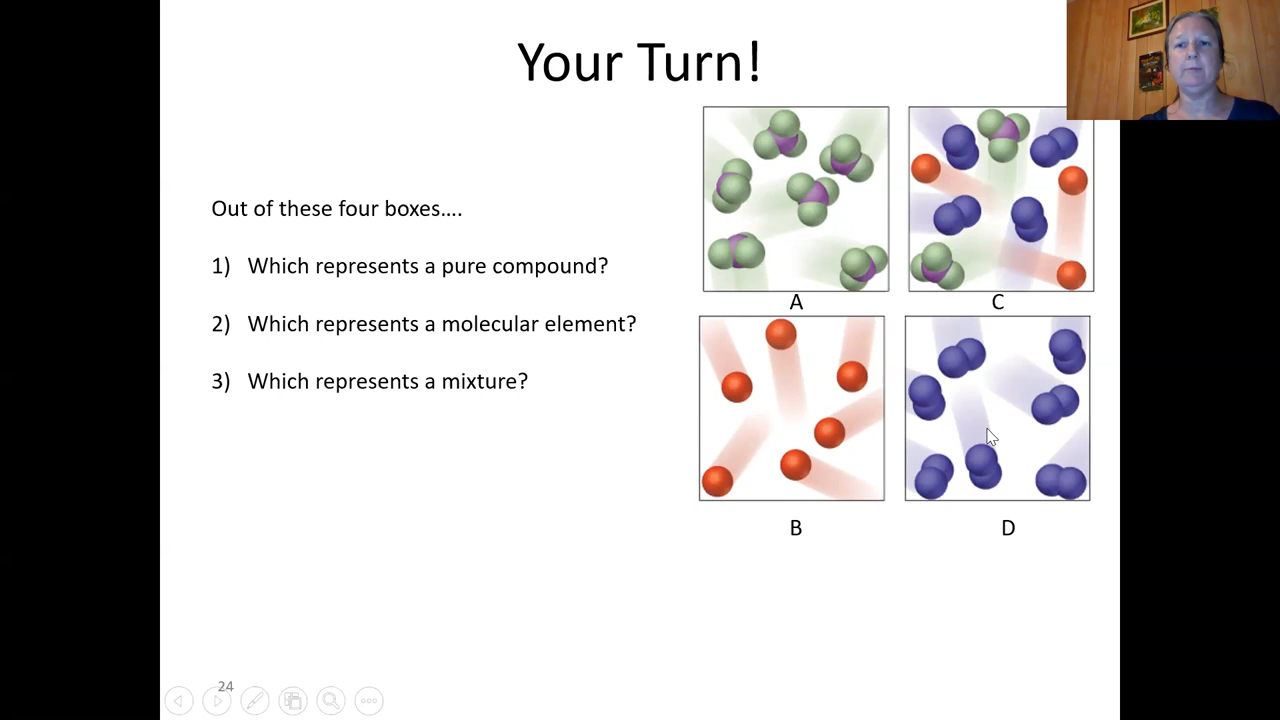 Your Turn!
Out of these four boxes....
1) Which represents a pure compound?
2) Which represents a molecular element?
3) Which represents a mixture?
A
C
B
D
24